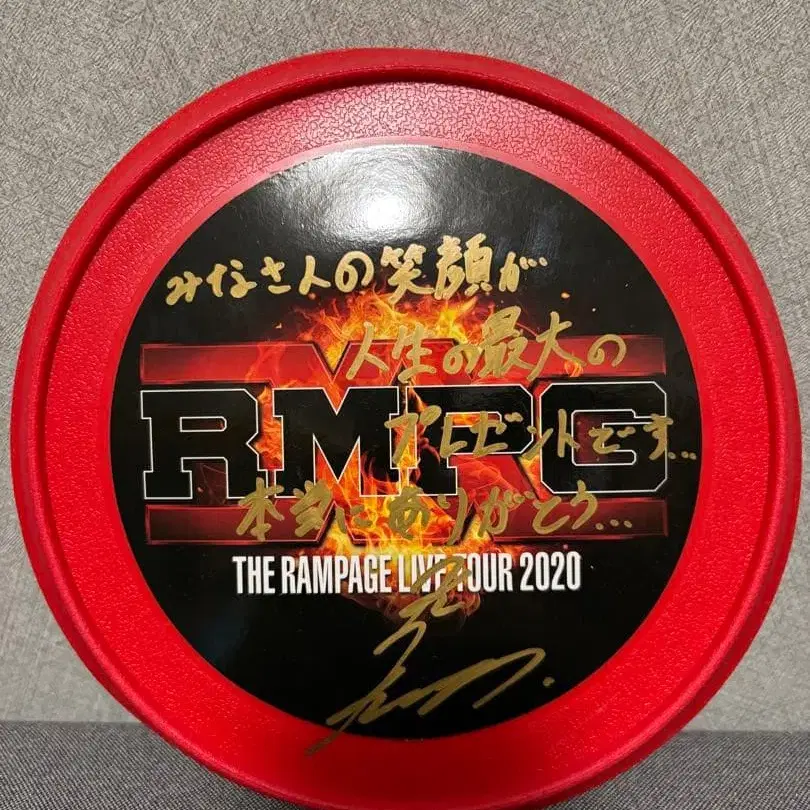 みなさんの笑顔が…
人生の最大の
RMPG
プレゼントです…
本当にありがとう…
THE RAMPAGE LIVE TOUR 2020